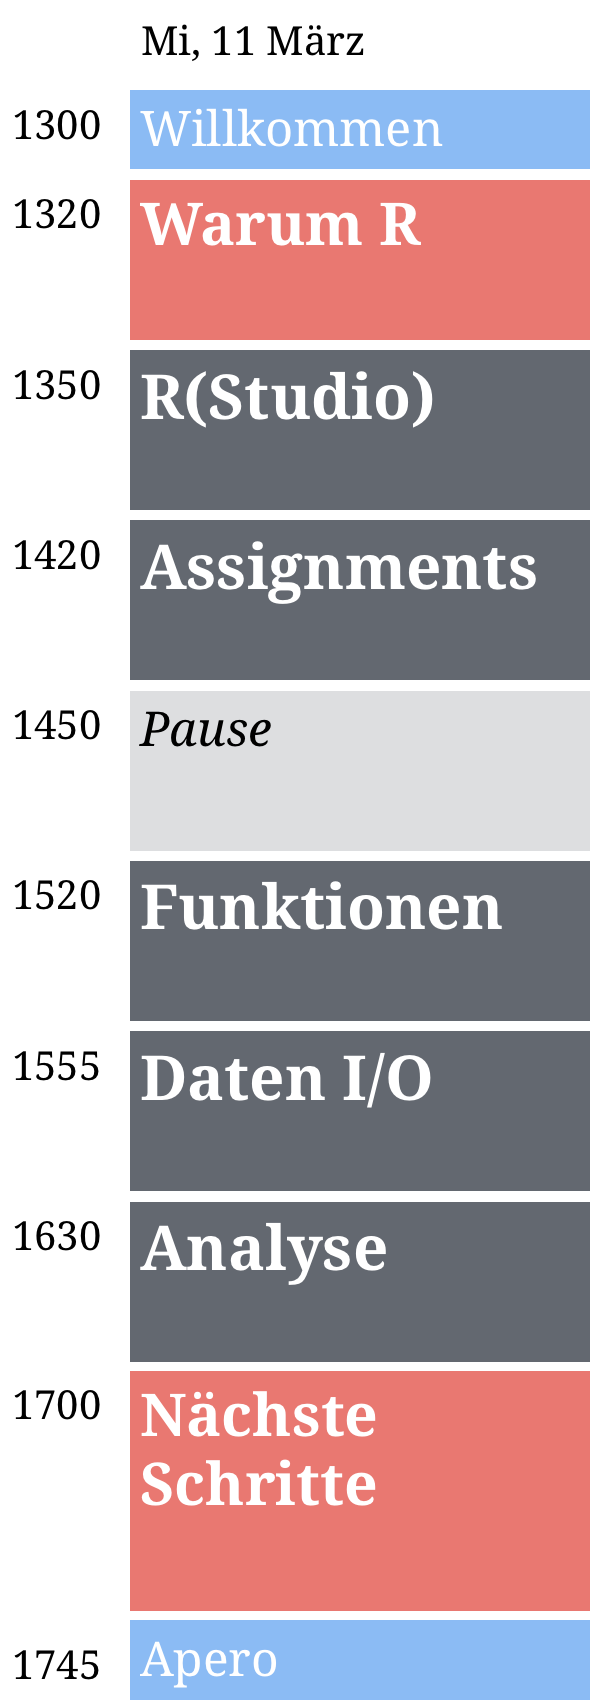 Mi, 11 März
1300 Willkommen
1320 Warum R
1350 R(Studio)
1420 Assignments
1450 Pause
1520 Funktionen
1555 Daten I/O
1630 Analyse
1700 Nächste
Schritte
1745 Apero